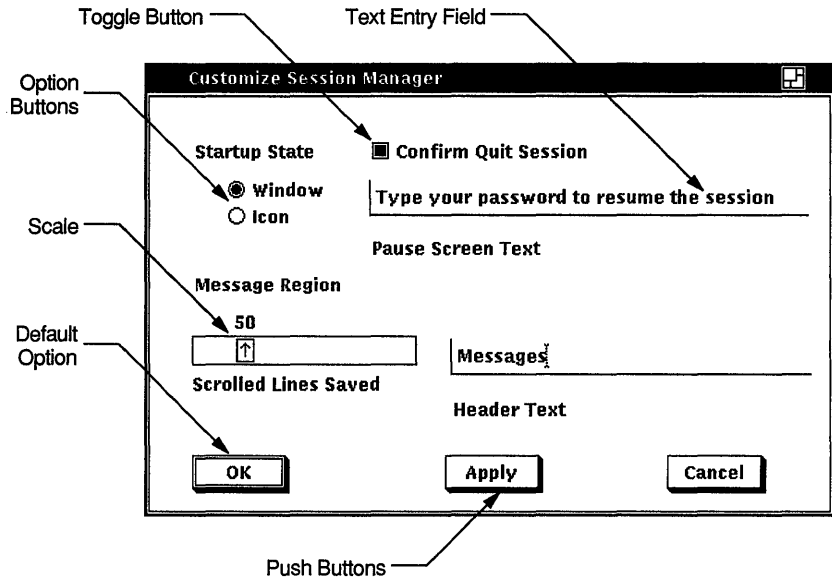 Toggle Button
Text Entry Field
Customize Session Manager
Option
Buttons
Startup State
Confirm Quit Session
Window
Icon
Type your password to resume the session
Scale
Pause Screen Text
Message Region
50
Default
Option
Messages
Scrolled Lines Saved
Header Text
OK
Apply
Cancel
Push Buttons